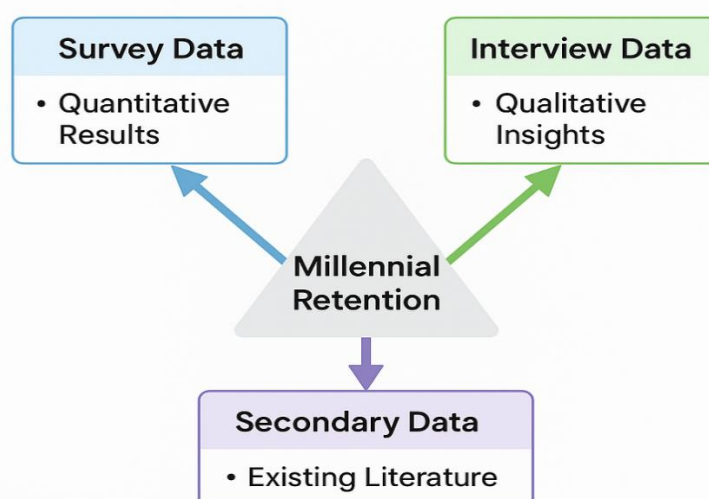 Survey Data
• Quantitative
Results
Interview Data
• Qualitative
Insights
Millennial
Retention
Secondary Data
• Existing Literature